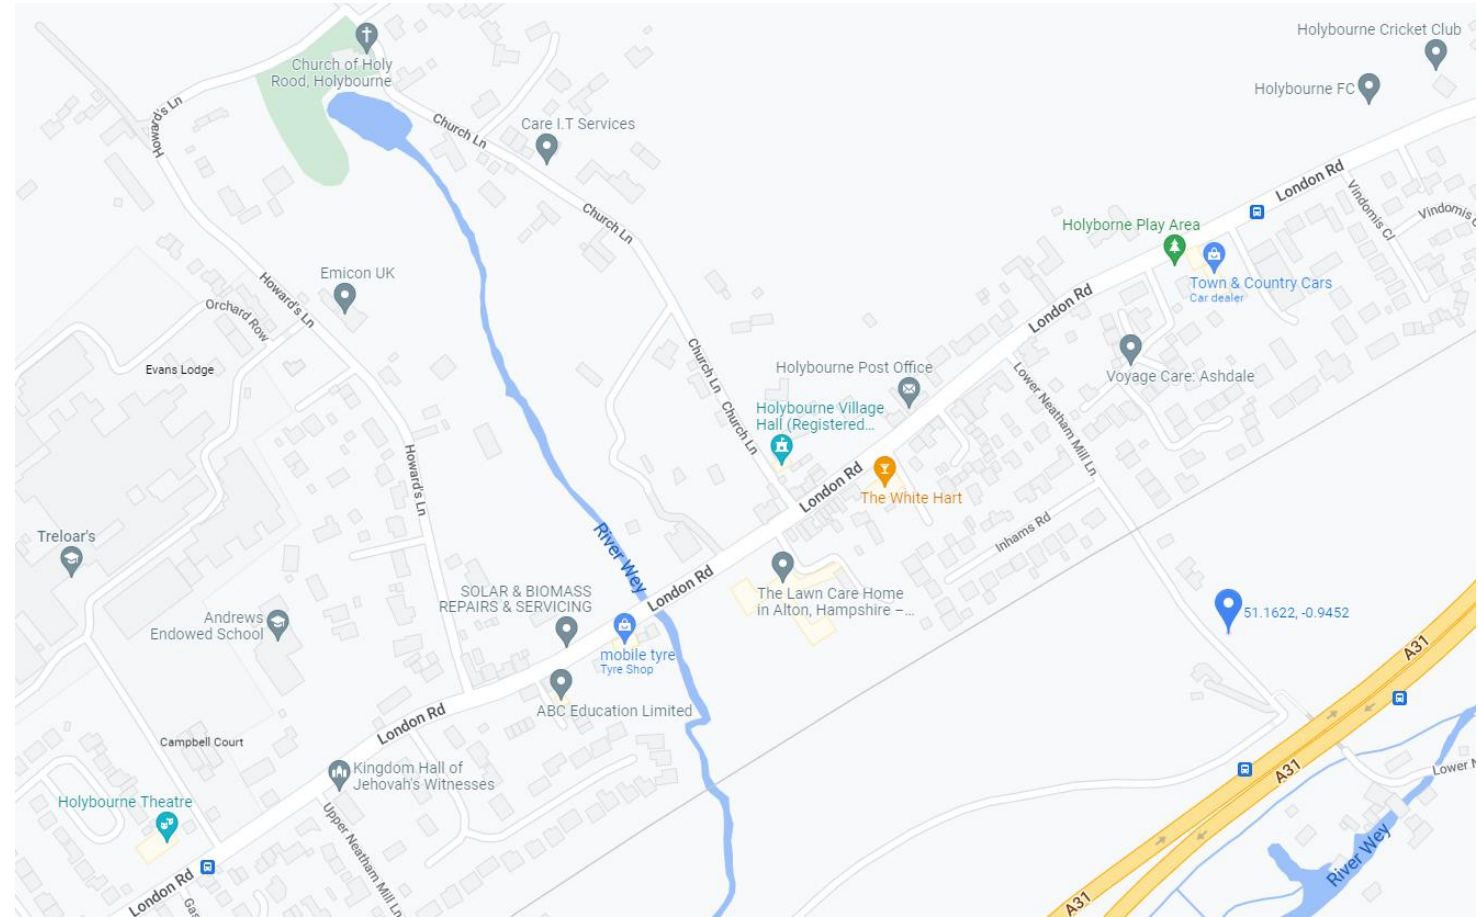 Holybourne Cricket Club
Church of Holy
Rood, Holybourne
Holybourne FC
Howard's Ln
Church Ln
Care I.T Services
London Rd
Vindomis Cl
Vindomis
Church Ln
Holyborne Play Area
Emicon UK
Howard's Ln
Orchard Row
Town & Country Cars
Car dealer
London Rd
Evans Lodge
Church Ln
Holybourne Post Office
Voyage Care: Ashdale
Lower Neatham Mill Ln
Holybourne Village
Hall (Registered...
Church Ln
Howard's Ln
London Rd
The White Hart
Inhams Rd
Treloar's
River Wey
London Rd
SOLAR & BIOMASS
REPAIRS & SERVICING
The Lawn Care Home
in Alton, Hampshire –...
51.1622, -0.9452
Andrews
Endowed School
mobile tyre
Tyre Shop
A31
ABC Education Limited
London Rd
Campbell Court
Kingdom Hall of
Jehovah's Witnesses
A31
Lower
Holybourne Theatre
Upper Neatham Mill Ln
River Wey
London Rd
A31